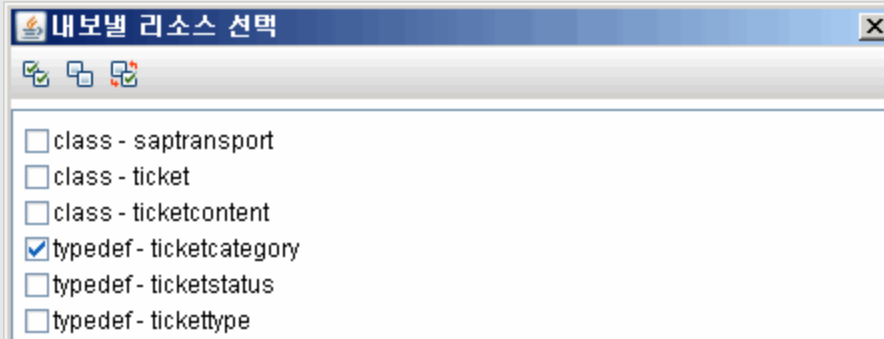 내보낼 리소스 선택
class - saptransport
class - ticket
class - ticketcontent
typedef - ticketcategory
typedef - ticketstatus
typedef - tickettype